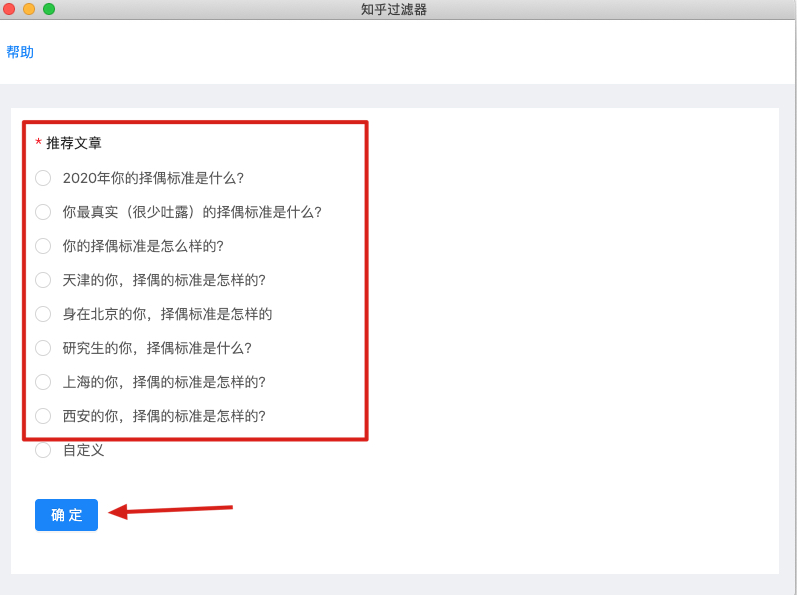 知乎过滤器
帮助
* 推荐文章
2020年你的择偶标准是什么?
你最真实（很少吐露）的择偶标准是什么?
你的择偶标准是怎么样的?
天津的你，择偶的标准是怎样的?
身在北京的你，择偶标准是怎样的
研究生的你，择偶标准是什么?
上海的你，择偶的标准是怎样的?
西安的你，择偶的标准是怎样的?
自定义
确 定